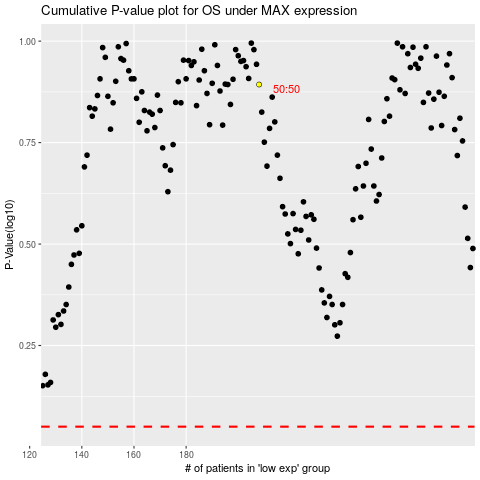 Cumulative P-value plot for OS under MAX expression
1.00
0.75
0.50
0.25
P-Value(log10)
50:50
120 140 160 180
# of patients in 'low exp' group